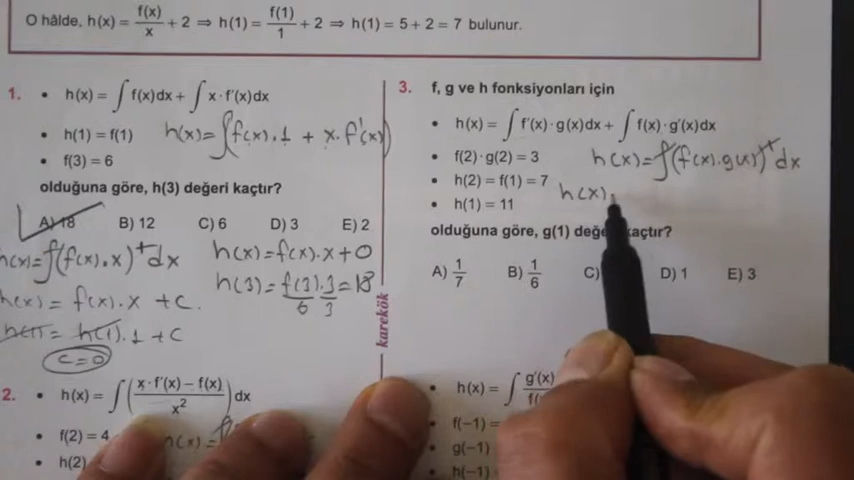 O hâlde, h(x) = f(x)/x + 2 ⇒ h(1) = f(1)/1 + 2 ⇒ h(1) = 5 + 2 = 7 bulunur.
1. • h(x) = ∫ f(x)dx + ∫ x · f'(x)dx
• h(1) = f(1)
h(x) = ∫(f(x).1 + x. f'(x))
• f(3) = 6
olduğuna göre, h(3) değeri kaçtır?
A) 18 B) 12 C) 6 D) 3 E) 2
h(x) = ∫(f(x).x)' dx
h(x) = f(x).x + c.
h(1) = h(1).1 + c
c=0
h(x) = f(x).x + 0
h(3) = f(3).3 = 18
6 3
2. • h(x) = ∫ (x · f'(x) − f(x) / x²) dx
• f(2) = 4
h(x) =
• h(2)
karekök
3. f, g ve h fonksiyonları için
• h(x) = ∫ f'(x) · g(x)dx + ∫ f(x) · g'(x)dx
• f(2) · g(2) = 3
h(x) = ∫(f(x).g(x))' dx
• h(2) = f(1) = 7
h(x)
• h(1) = 11
olduğuna göre, g(1) kaçtır?
A) 1/7 B) 1/6 C) D) 1 E) 3
• h(x) = ∫ g'(x)
• f(−1) =
• g(−1)
• h(−1)